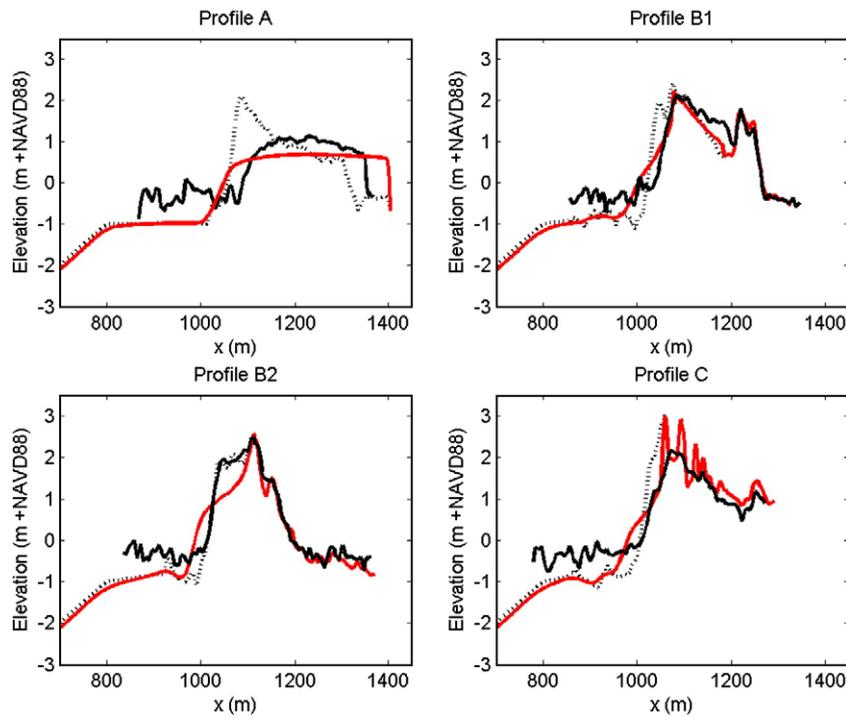 Profile A
Profile B1
Elevation (m +NAVD88)
3
2
1
0
-1
-2
-3
800 1000 1200 1400
x (m)
Elevation (m +NAVD88)
3
2
1
0
-1
-2
-3
800 1000 1200 1400
x (m)
Profile B2
Profile C
Elevation (m +NAVD88)
3
2
1
0
-1
-2
-3
800 1000 1200 1400
x (m)
Elevation (m +NAVD88)
3
2
1
0
-1
-2
-3
800 1000 1200 1400
x (m)